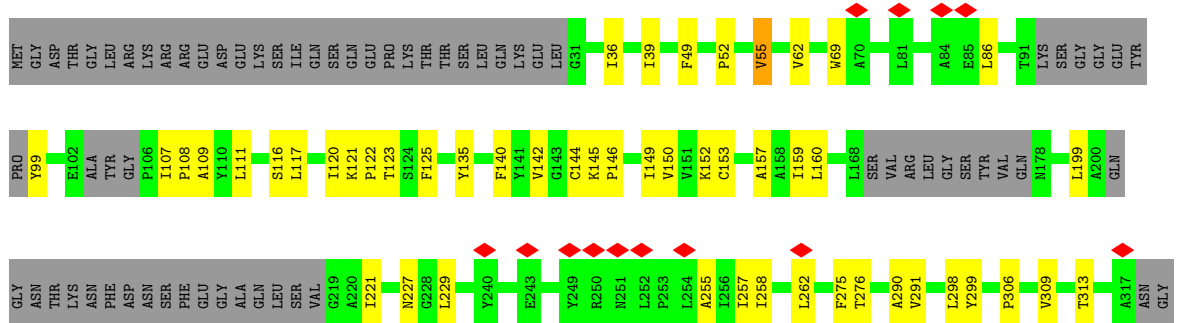 MET GLY ASP THR GLY LEU ARG LYS ARG ARG GLU ASP GLU LYS SER ILE GLN SER GLN GLU PRO LYS THR THR SER LEU GLN LYS GLU LEU G31 I36 I39 F49 P52 V55 V62 W69 A70 L81 A84 E85 L86 T91 LYS SER GLY GLY GLU TYR
PRO Y99 E102 ALA TYR GLY P106 I107 P108 A109 Y110 L111 S116 L117 I120 K121 P122 T123 S124 F125 Y135 F140 Y141 V142 G143 C144 K145 P146 I149 V150 V151 K152 C153 A157 A158 I159 L160 L168 SER VAL ARG LEU GLY SER TYR VAL GLN N178 L199 A200 GLN
GLY ASN THR LYS ASN PHE ASP ASN SER PHE GLU GLY ALA GLN LEU SER VAL G219 A220 I221 N227 G228 L229 Y240 E243 Y249 R250 N251 L252 P253 L254 A255 I256 I257 I258 L262 F275 T276 A290 V291 L298 Y299 P306 V309 T313 A317 ASN GLY